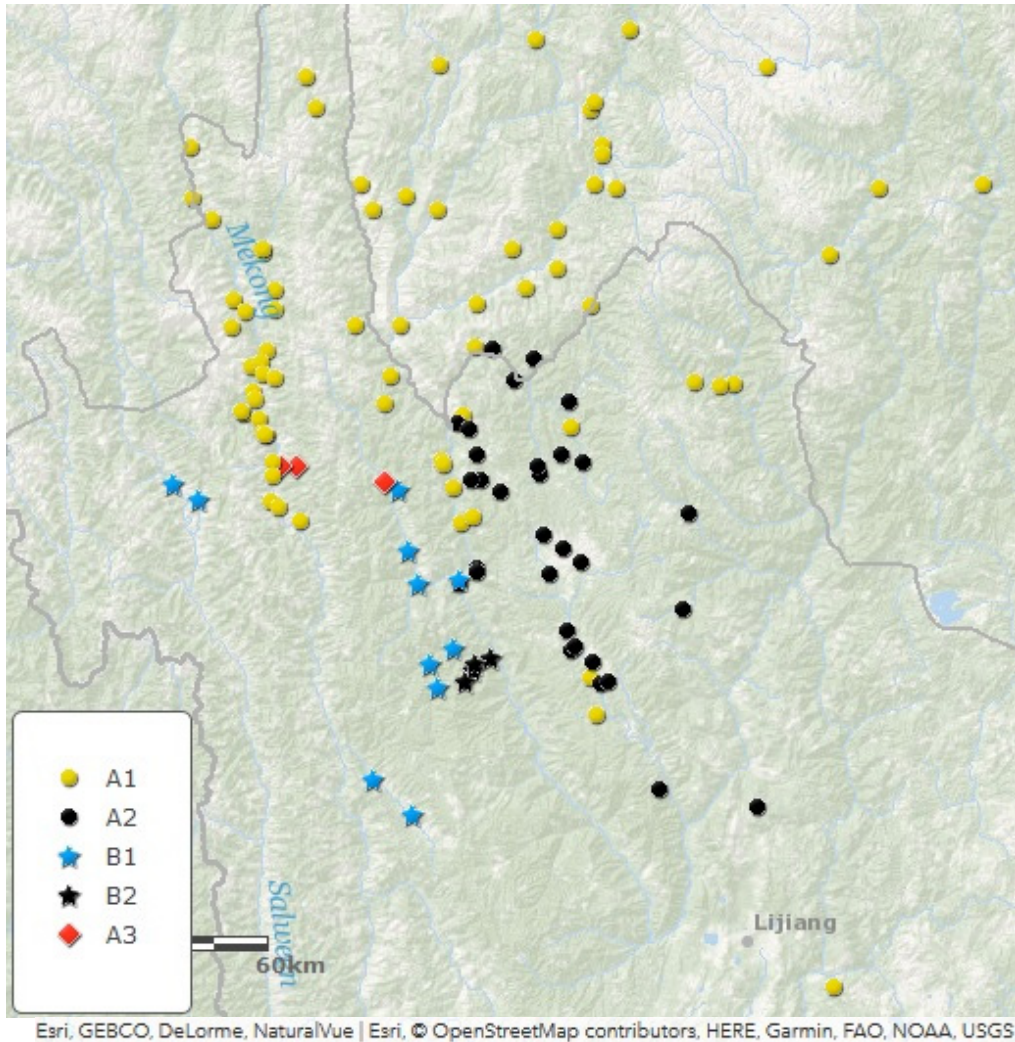 Mekong
A1
A2
B1
B2
A3
Salween
Lijiang
60km
Esri, GEBCO, DeLorme, NaturalVue | Esri, © OpenStreetMap contributors, HERE, Garmin, FAO, NOAA, USGS